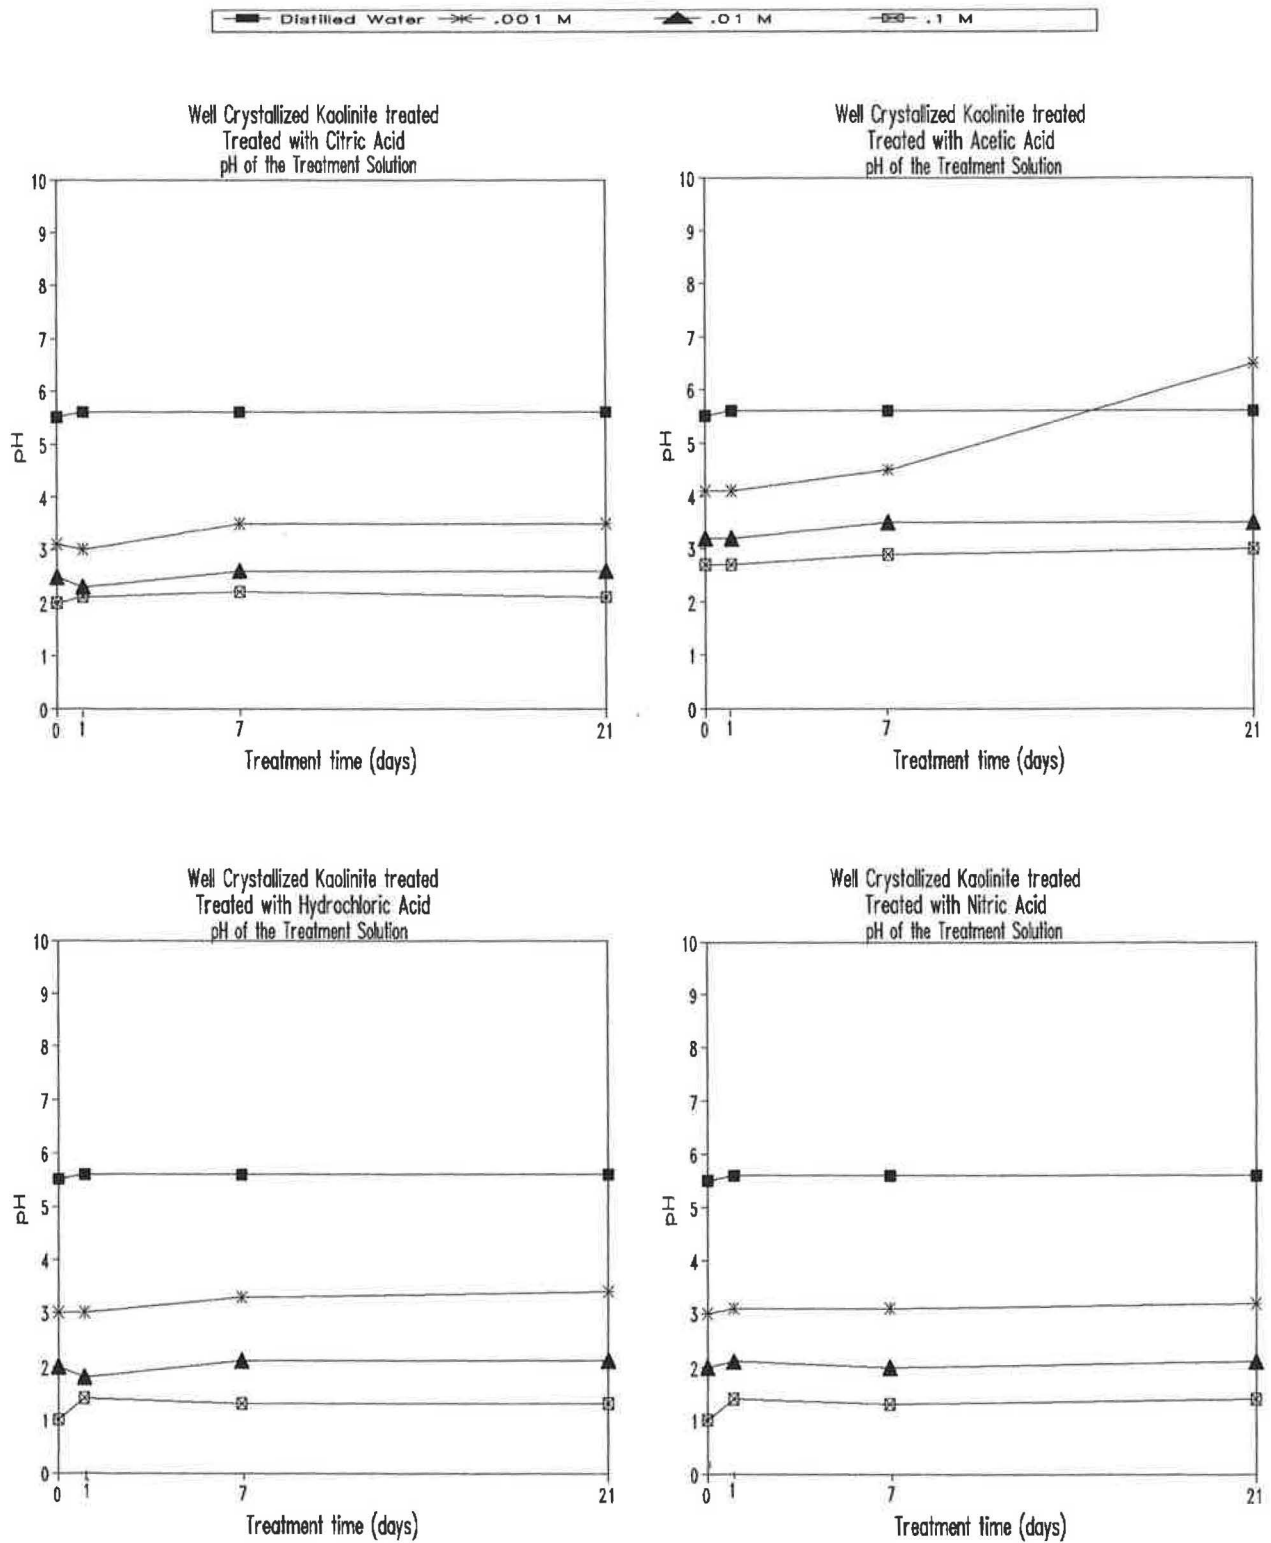 Distilled Water .001 M .01 M .1 M
Well Crystallized Kaolinite treated
Treated with Citric Acid
pH of the Treatment Solution
10
9
8
7
6
5
4
3
2
1
0
pH
0 1 7 21
Treatment time (days)
Well Crystallized Kaolinite treated
Treated with Acetic Acid
pH of the Treatment Solution
10
9
8
7
6
5
4
3
2
1
0
pH
0 1 7 21
Treatment time (days)
Well Crystallized Kaolinite treated
Treated with Hydrochloric Acid
pH of the Treatment Solution
10
9
8
7
6
5
4
3
2
1
0
pH
0 1 7 21
Treatment time (days)
Well Crystallized Kaolinite treated
Treated with Nitric Acid
pH of the Treatment Solution
10
9
8
7
6
5
4
3
2
1
0
pH
0 1 7 21
Treatment time (days)